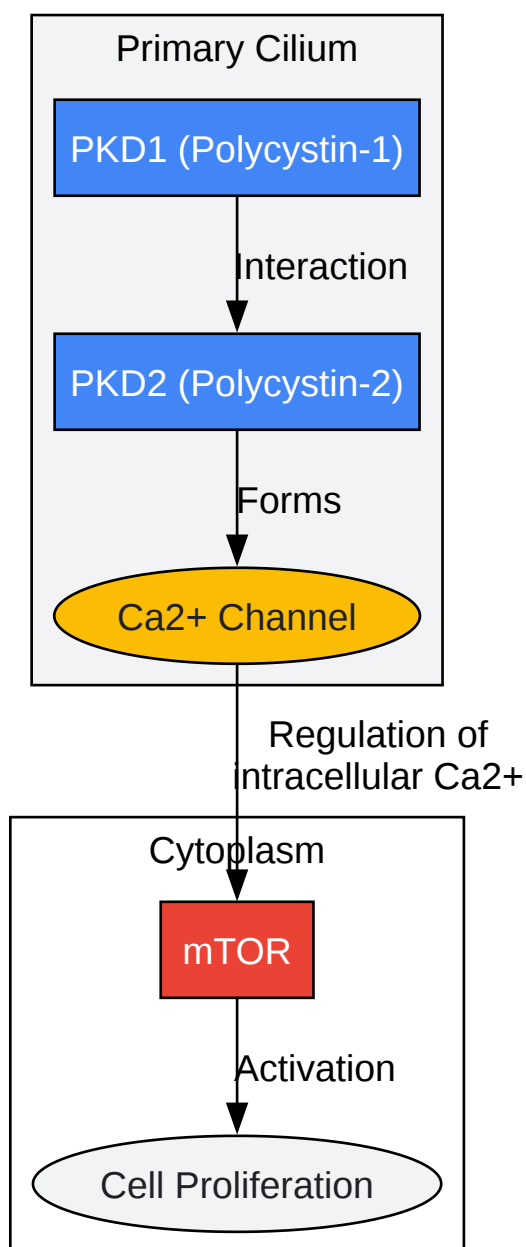 Primary Cilium
PKD1 (Polycystin-1)
Interaction
PKD2 (Polycystin-2)
Forms
Ca2+ Channel
Regulation of
intracellular Ca2+
Cytoplasm
mTOR
Activation
Cell Proliferation